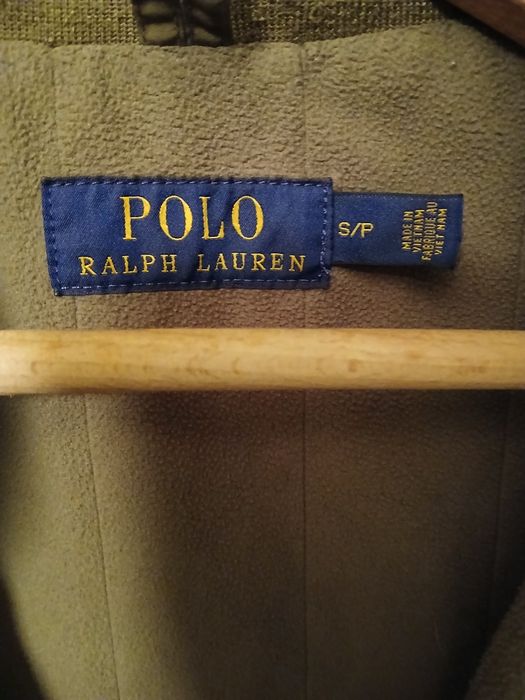 POLO
RALPH LAUREN
S/P
MADE IN
VIETNAM
FABRIQUE AU
VIET NAM